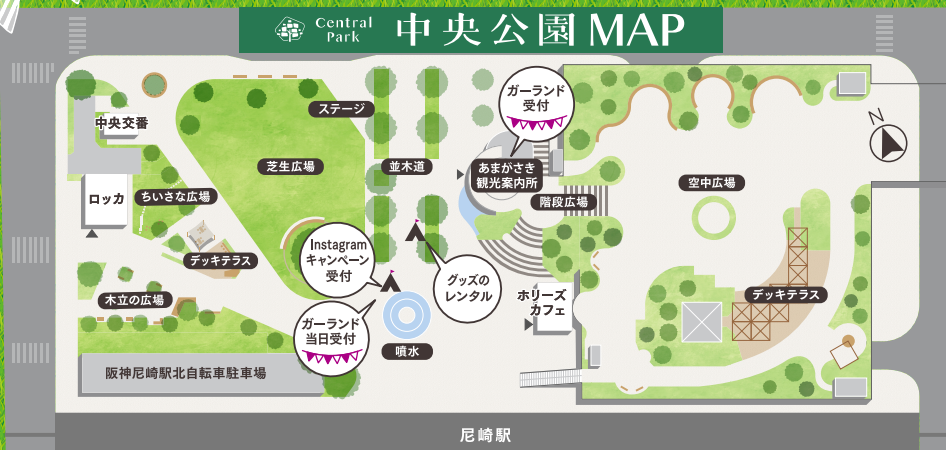 Central
Park
中央公園 MAP
ステージ
ガーランド
受付
N
中央交番
芝生広場
並木道
あまがさき
観光案内所
空中広場
ロッカ
ちいさな広場
階段広場
Instagram
キャンペーン
受付
デッキテラス
グッズの
レンタル
木立の広場
ホリーズ
カフェ
デッキテラス
ガーランド
当日受付
噴水
阪神尼崎駅北自転車駐車場
尼崎駅